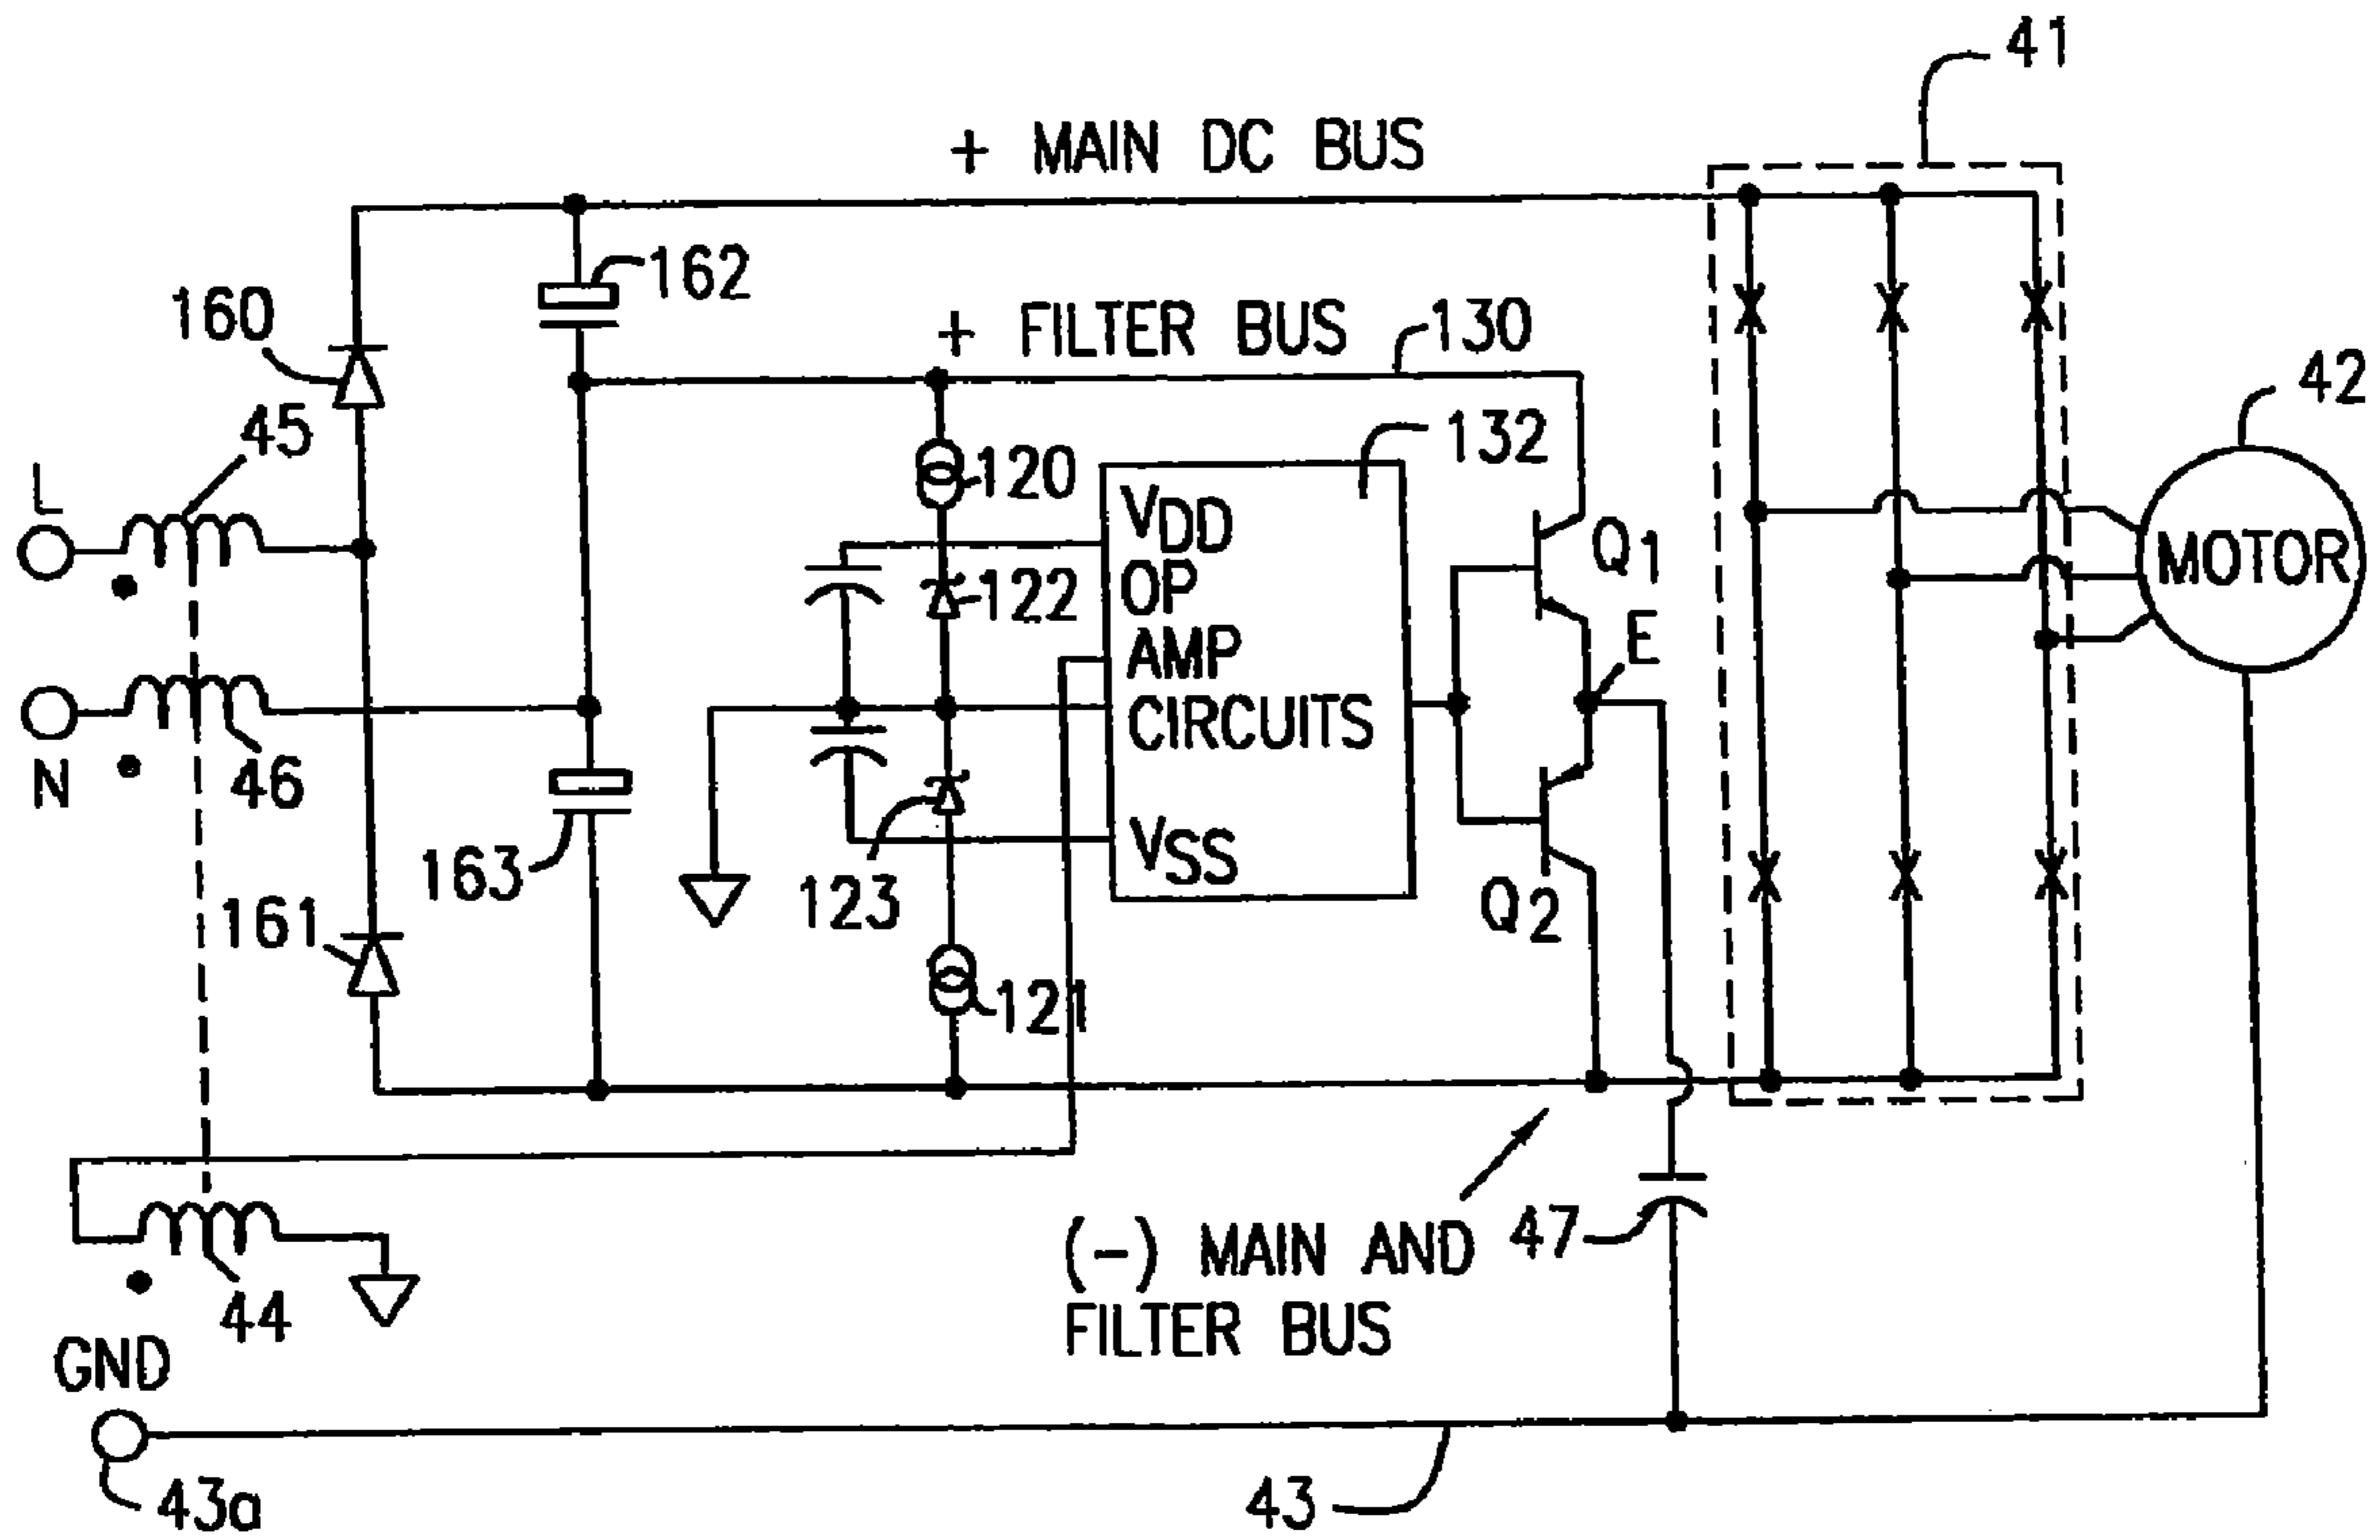 41
+ MAIN DC BUS
162
160
+ FILTER BUS
130
42
45
132
L
120
VDD
Q1
122
OP
MOTOR
E
AMP
CIRCUITS
46
N
VSS
163
123
Q2
161
121
(-) MAIN AND
FILTER BUS
47
44
GND
43a
43